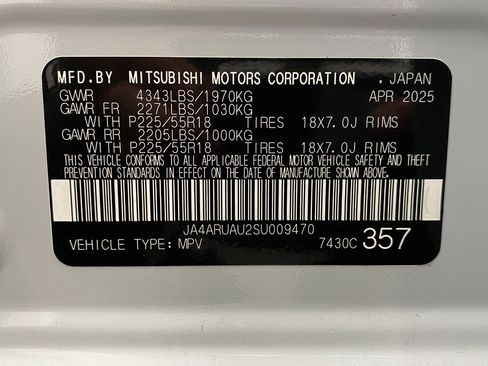 MFD.BY MITSUBISHI MOTORS CORPORATION , JAPAN
GVWR 4343LBS/1970KG APR 2025
GAWR FR 2271LBS/1030KG
WITH P225/55R18 TIRES 18X7.0J RIMS
GAWR RR 2205LBS/1000KG
WITH P225/55R18 TIRES 18X7.0J RIMS
THIS VEHICLE CONFORMS TO ALL APPLICABLE FEDERAL MOTOR VEHICLE SAFETY AND THEFT
PREVENTION STANDARDS IN EFFECT ON THE DATE OF MANUFACTURE SHOWN ABOVE.
JA4ARUAU2SU009470
VEHICLE TYPE: MPV 7430C 357